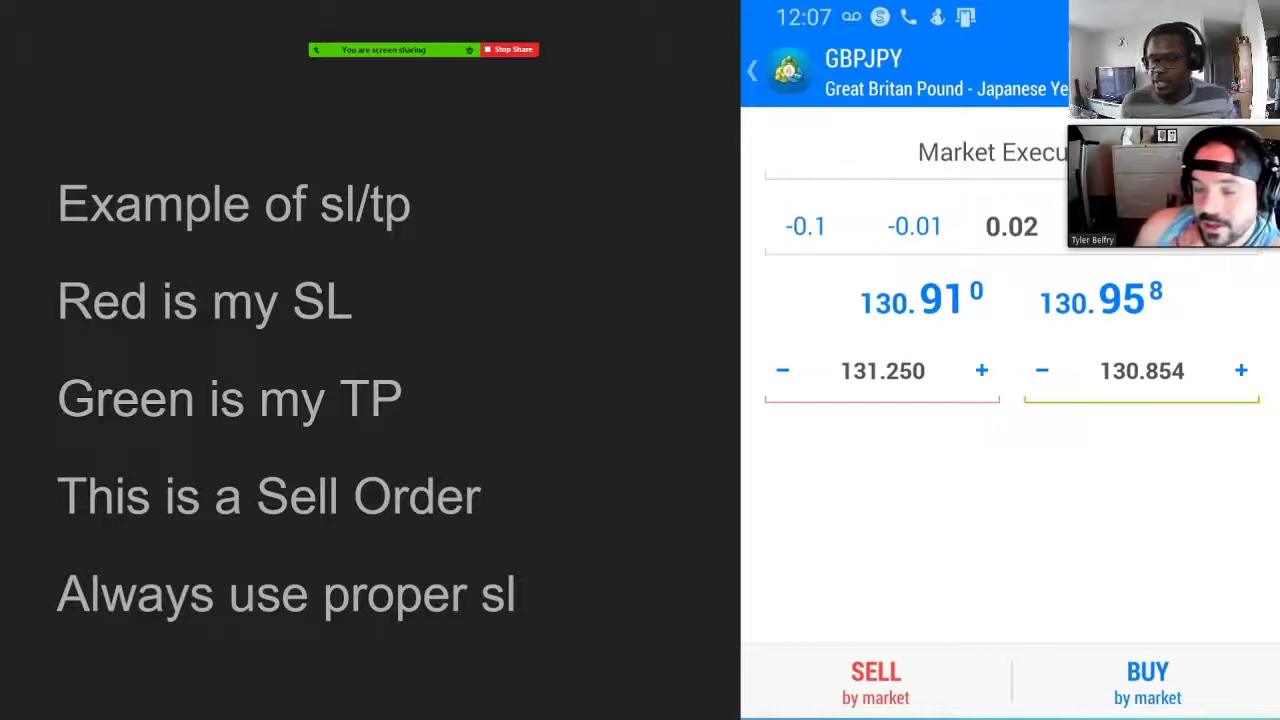 You are screen sharing
Stop Share
Example of sl/tp
Red is my SL
Green is my TP
This is a Sell Order
Always use proper sl
12:07
GBPJPY
Great Britan Pound - Japanese Ye
Market Execu
-0.1 -0.01 0.02
130.910 130.958
- 131.250 + - 130.854 +
SELL BUY
by market by market
Tyler Belfry